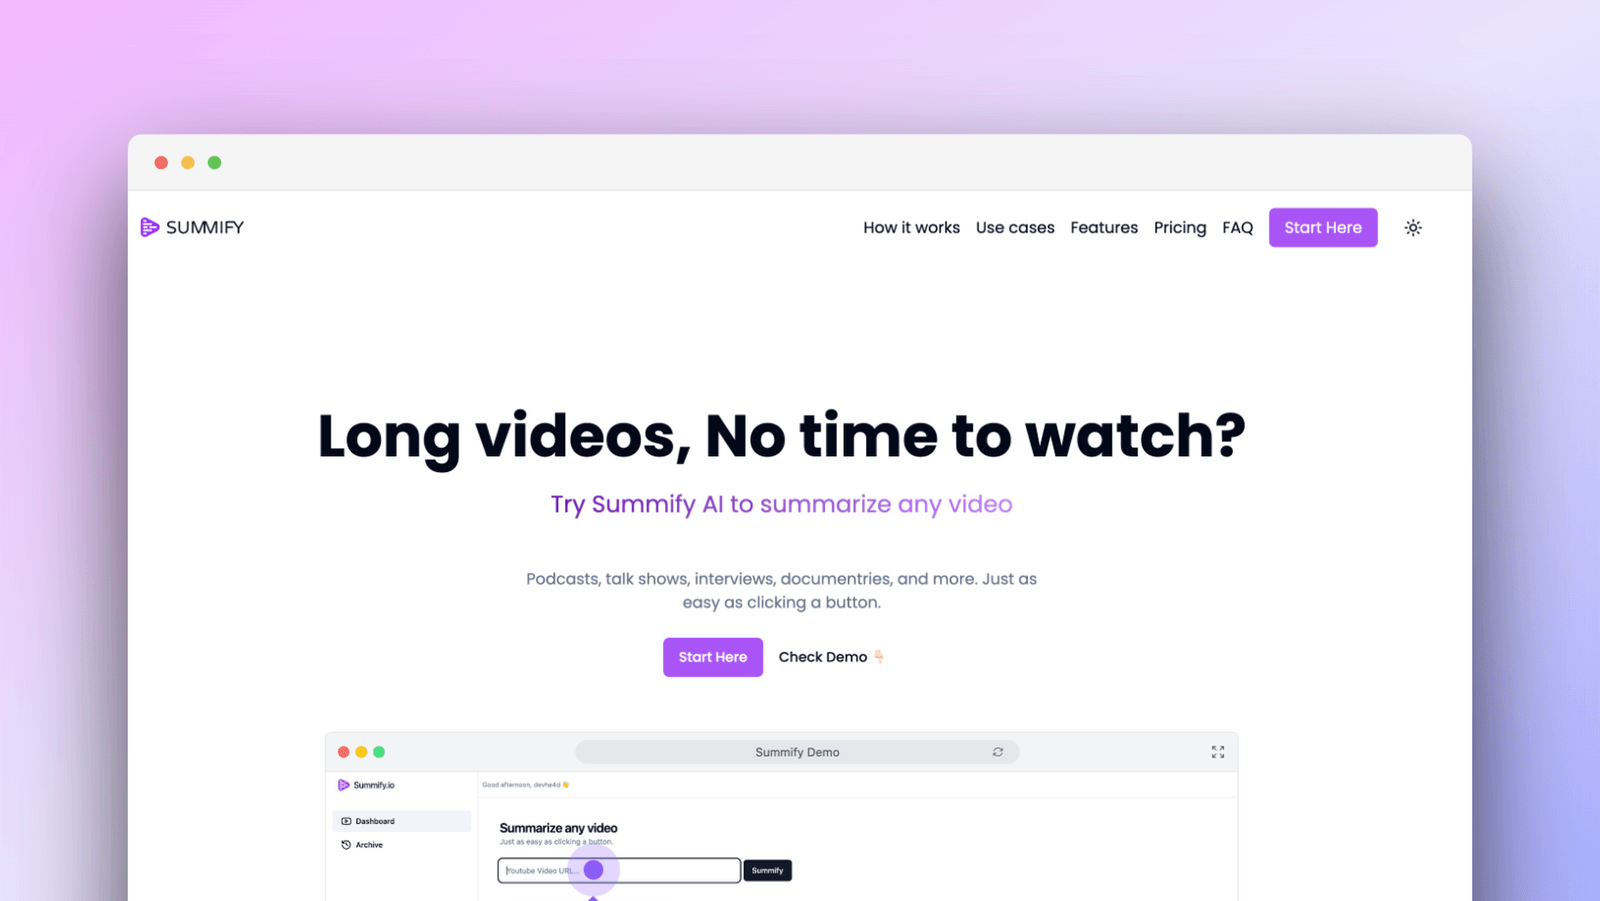 SUMMIFY
How it works Use cases Features Pricing FAQ Start Here
Long videos, No time to watch?
Try Summify AI to summarize any video
Podcasts, talk shows, interviews, documentries, and more. Just as
easy as clicking a button.
Start Here Check Demo 👇🏻
Summify Demo
Summify.io
Good afternoon, devhe4d 👋
Dashboard
Archive
Summarize any video
Just as easy as clicking a button.
Youtube Video URL...
Summify